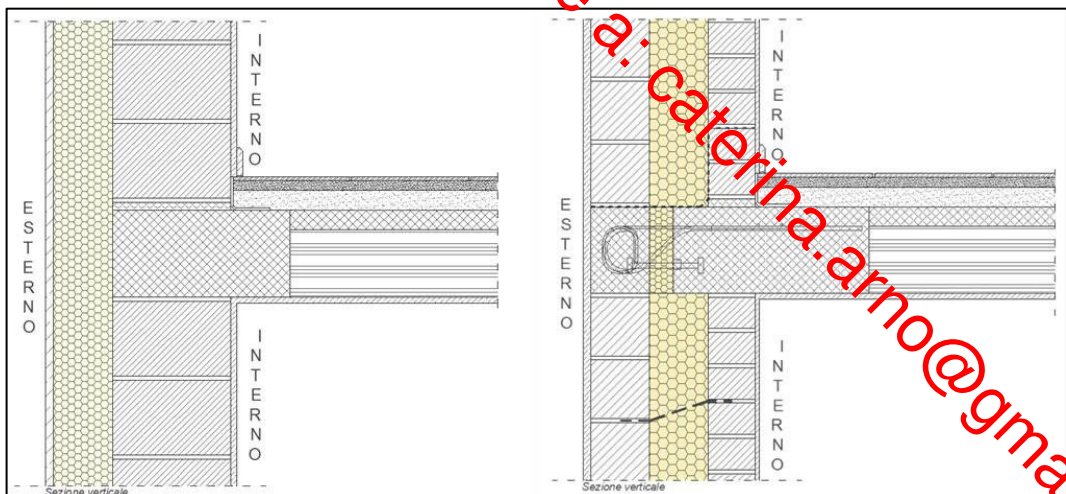 INTERNO
ESTERNO
INTERNO
Sezione verticale
INTERNO
ESTERNO
INTERNO
Sezione verticale
a: caterina.arno@gma